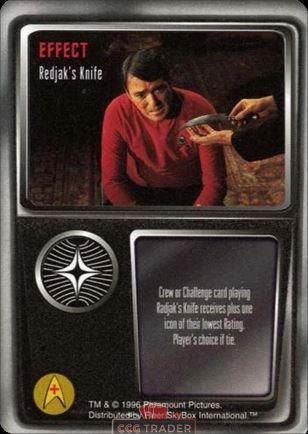 EFFECT
Redjak's Knife
Crew or Challenge card playing
Redjak's Knife receives plus one
icon of their lowest Rating.
Player's choice if tie.
TM & © 1996 Paramount Pictures.
Distributed by Fleer/SkyBox International.™
CCG TRADER